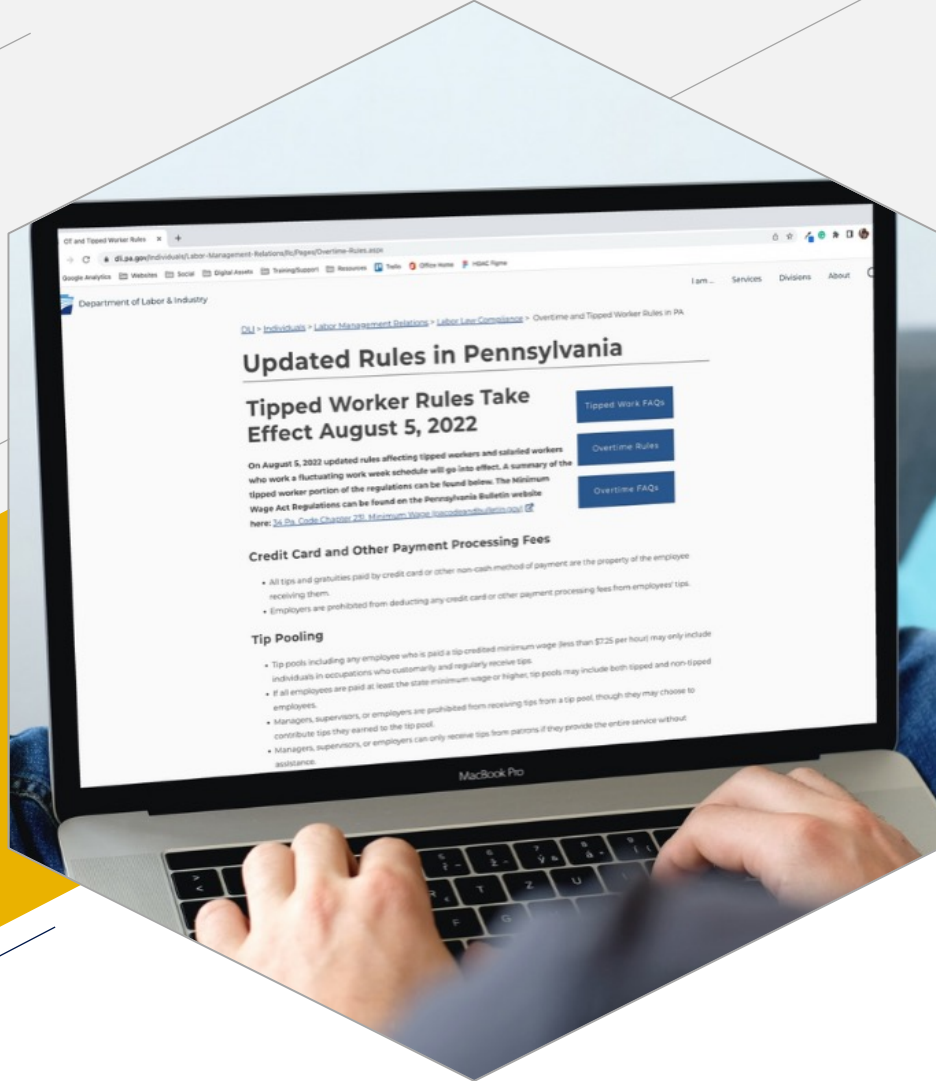 OT and Tipped Worker Rules
dli.pa.gov/Individuals/Labor-Management-Relations/llc/Pages/Overtime-Rules.aspx
Google Analytics Websites Social Digital Assets Training/Support Resources Trello Office Home HSDAC Figma
Department of Labor & Industry
I am ... Services Divisions About
DLI > Individuals > Labor Management Relations > Labor Law Compliance > Overtime and Tipped Worker Rules in PA
Updated Rules in Pennsylvania
Tipped Worker Rules Take
Effect August 5, 2022
On August 5, 2022 updated rules affecting tipped workers and salaried workers
who work a fluctuating work week schedule will go into effect. A summary of the
tipped worker portion of the regulations can be found below. The Minimum
Wage Act Regulations can be found on the Pennsylvania Bulletin website
here: 34 Pa. Code Chapter 231. Minimum Wage (pacodeandbulletin.gov)
Tipped Work FAQs
Overtime Rules
Overtime FAQs
Credit Card and Other Payment Processing Fees
• All tips and gratuities paid by credit card or other non-cash method of payment are the property of the employee
receiving them.
• Employers are prohibited from deducting any credit card or other payment processing fees from employees' tips.
Tip Pooling
• Tip pools including any employee who is paid a tip credited minimum wage (less than $7.25 per hour) may only include
individuals in occupations who customarily and regularly receive tips.
• If all employees are paid at least the state minimum wage or higher, tip pools may include both tipped and non-tipped
employees.
• Managers, supervisors, or employers are prohibited from receiving tips from a tip pool, though they may choose to
contribute tips they earned to the tip pool.
• Managers, supervisors, or employers can only receive tips from patrons if they provide the entire service without
assistance.
MacBook Pro
T Z U
F G